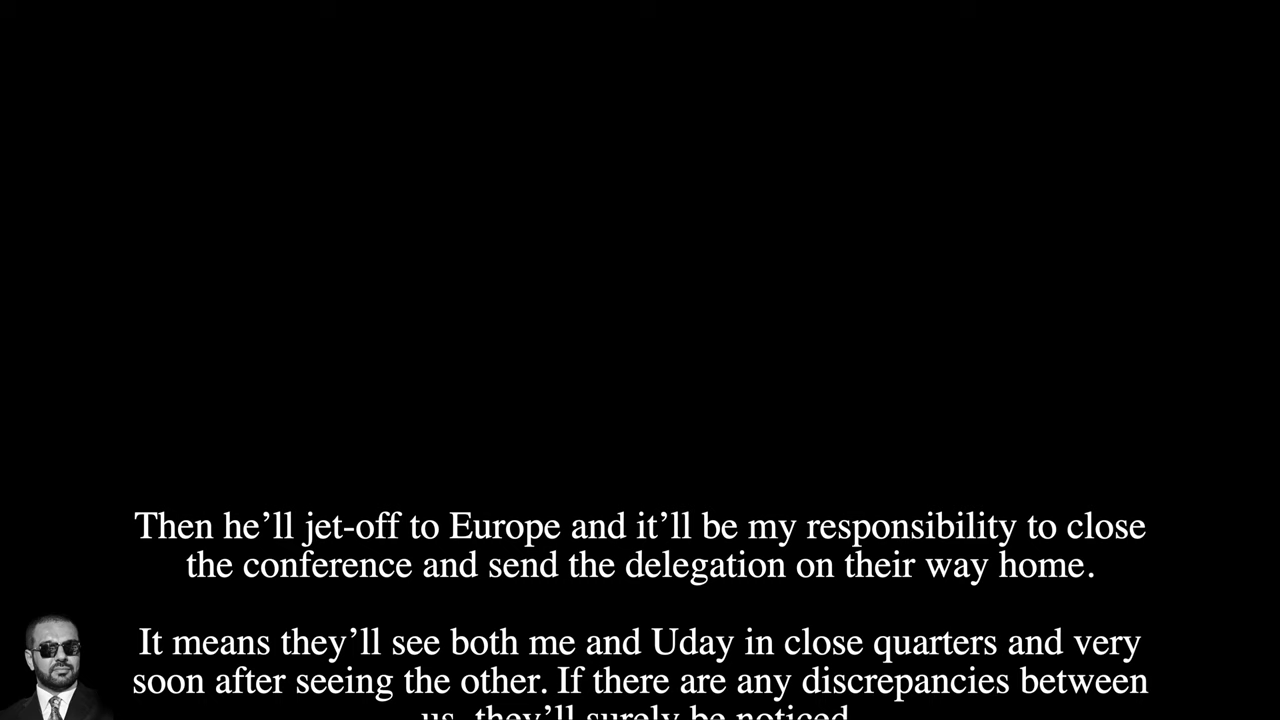 Then he’ll jet-off to Europe and it’ll be my responsibility to close
the conference and send the delegation on their way home.
It means they’ll see both me and Uday in close quarters and very
soon after seeing the other. If there are any discrepancies between
us, they’ll surely be noticed.